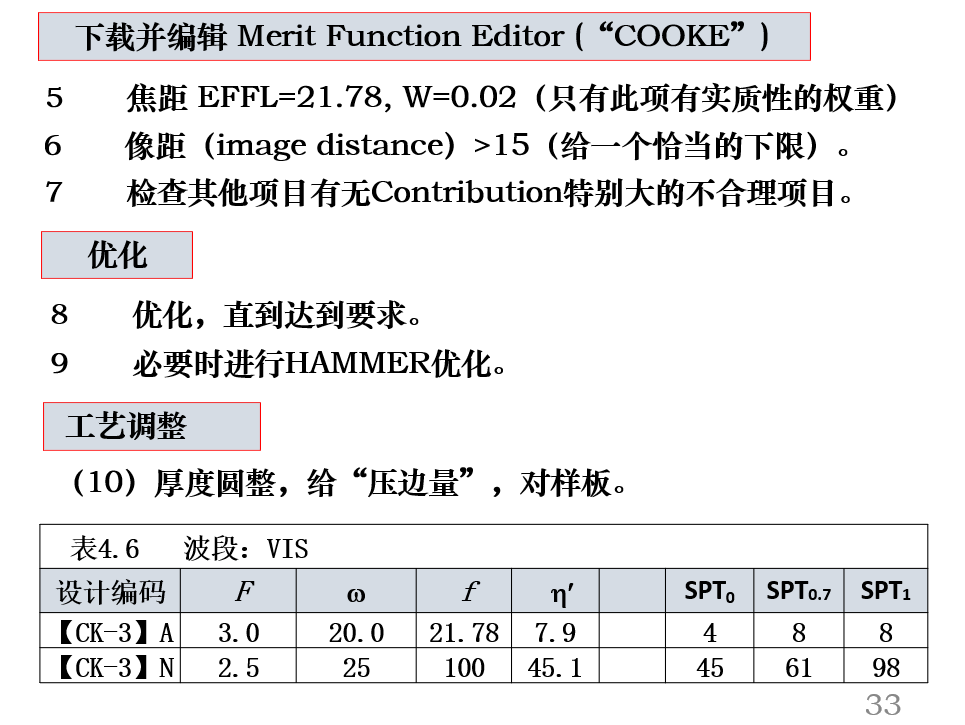 下载并编辑 Merit Function Editor (“COOKE”)
5 焦距 EFFL=21.78, W=0.02（只有此项有实质性的权重）
6 像距（image distance）>15（给一个恰当的下限）。
7 检查其他项目有无Contribution特别大的不合理项目。
优化
8 优化，直到达到要求。
9 必要时进行HAMMER优化。
工艺调整
（10）厚度圆整，给“压边量”，对样板。
表4.6 波段：VIS
设计编码 F ω f η′ SPT₀ SPT₀.₇ SPT₁
【CK-3】A 3.0 20.0 21.78 7.9 4 8 8
【CK-3】N 2.5 25 100 45.1 45 61 98
33